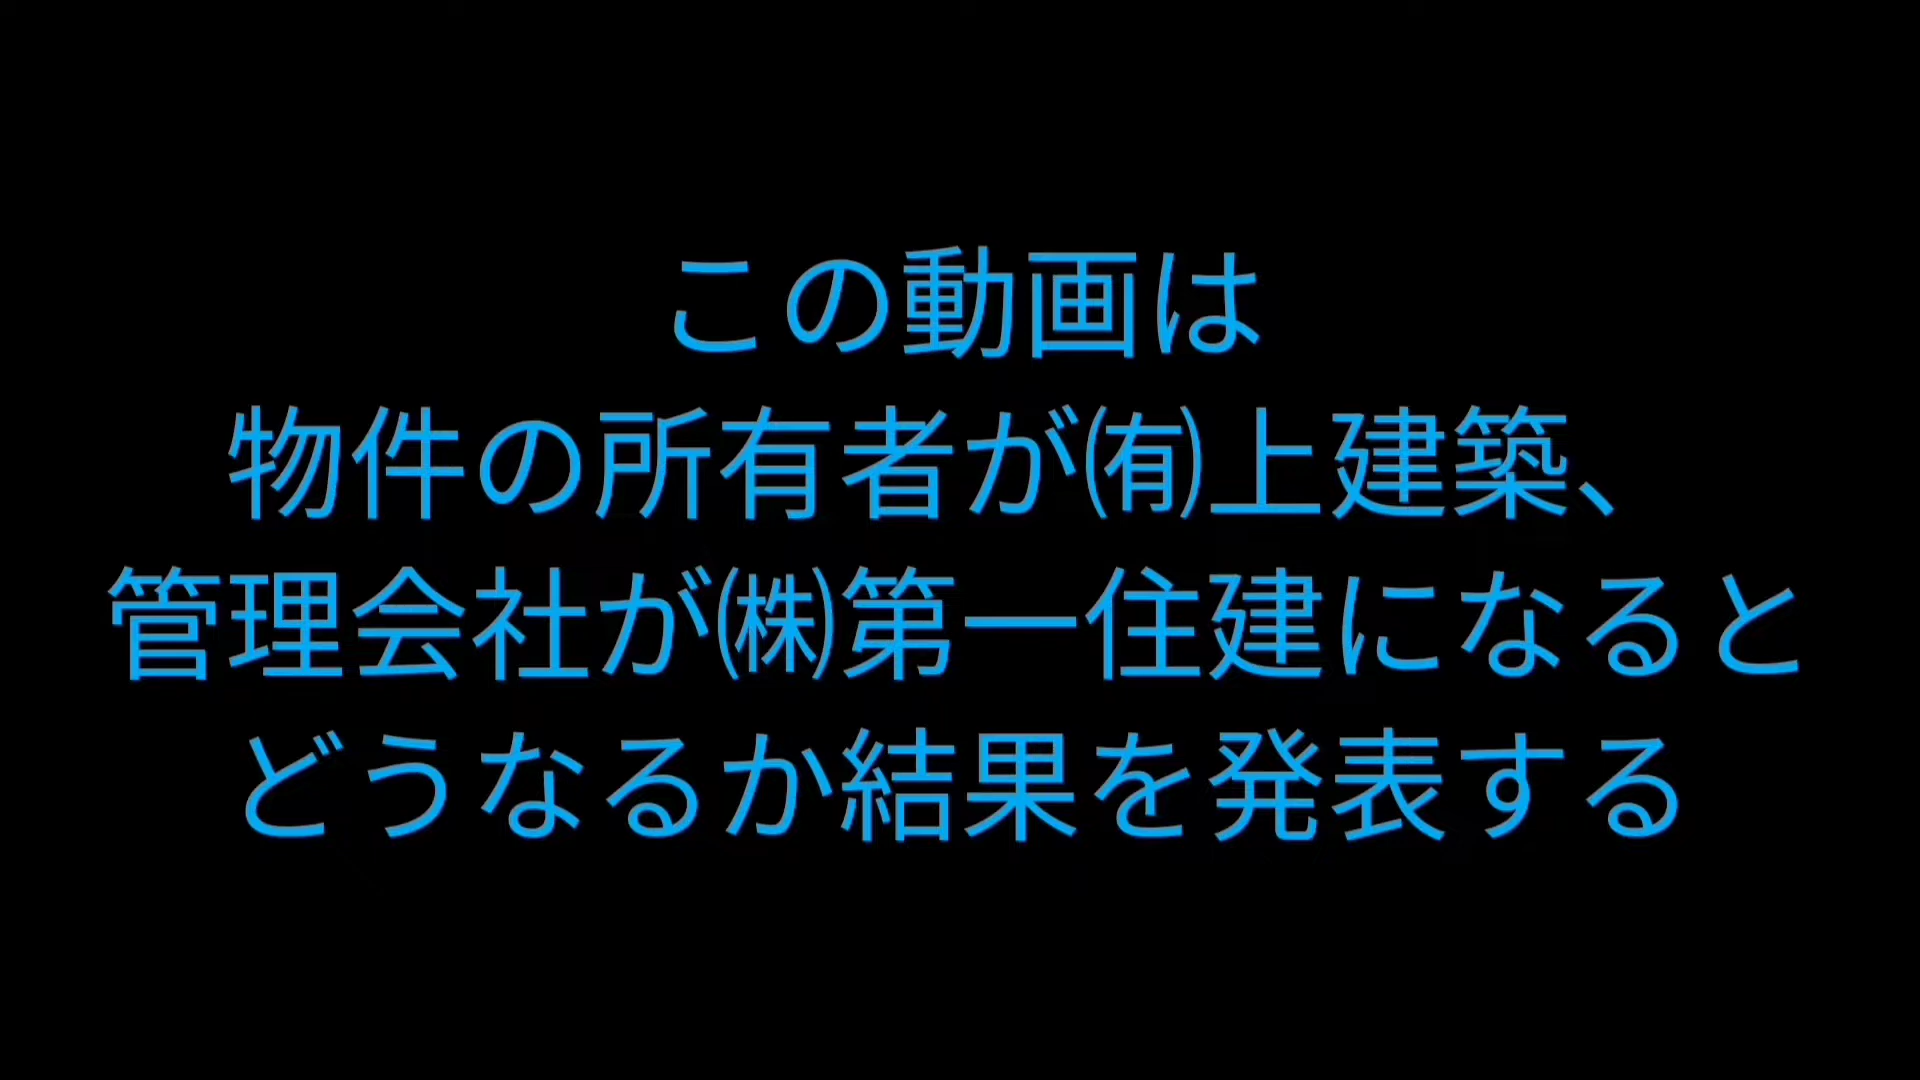 この動画は
物件の所有者が㈲上建築、
管理会社が㈱第一住建になると
どうなるか結果を発表する